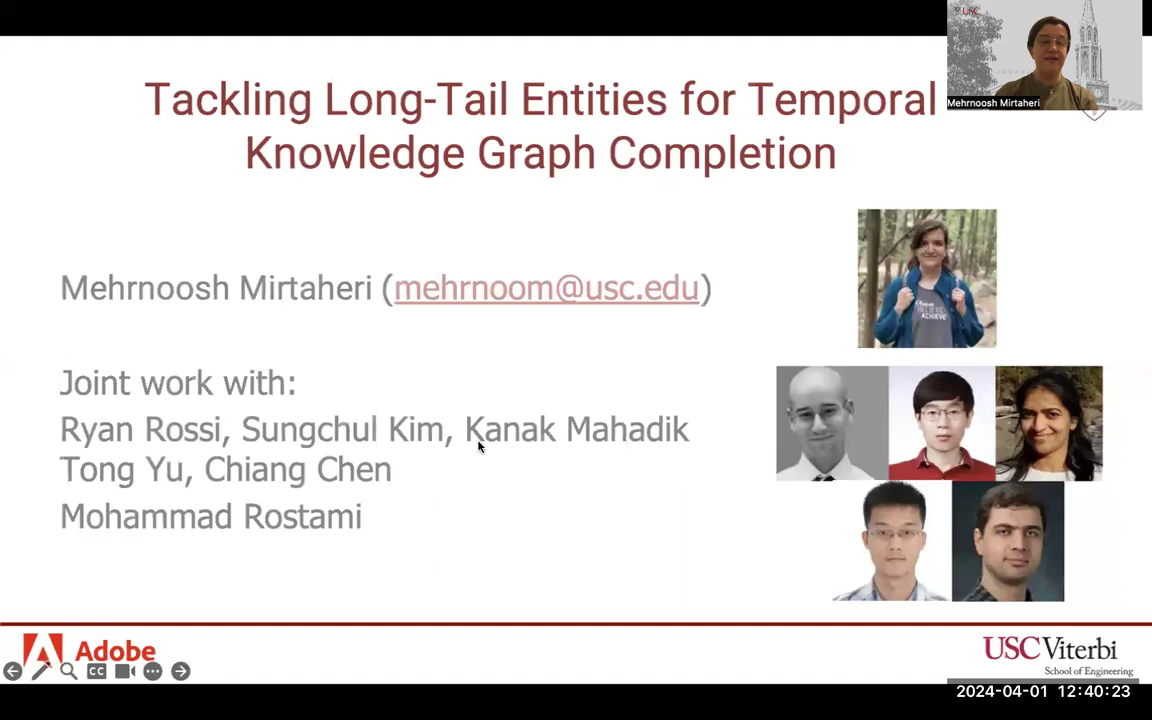 USC
Mehrnoosh Mirtaheri
Tackling Long-Tail Entities for Temporal
Knowledge Graph Completion
Mehrnoosh Mirtaheri (mehrnoom@usc.edu)
Joint work with:
Ryan Rossi, Sungchul Kim, Kanak Mahadik
Tong Yu, Chiang Chen
Mohammad Rostami
ACHIEVE
Adobe
CC
USC Viterbi
School of Engineering
2024-04-01 12:40:23